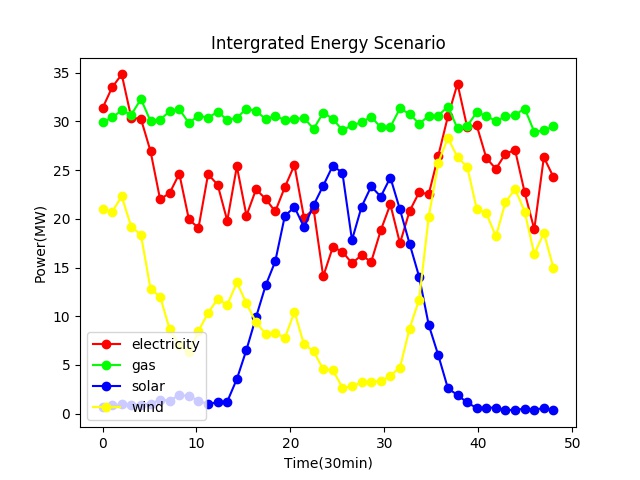 Intergrated Energy Scenario
Power(MW)
35
30
25
20
15
10
5
0
electricity
gas
solar
wind
0 10 20 30 40 50
Time(30min)